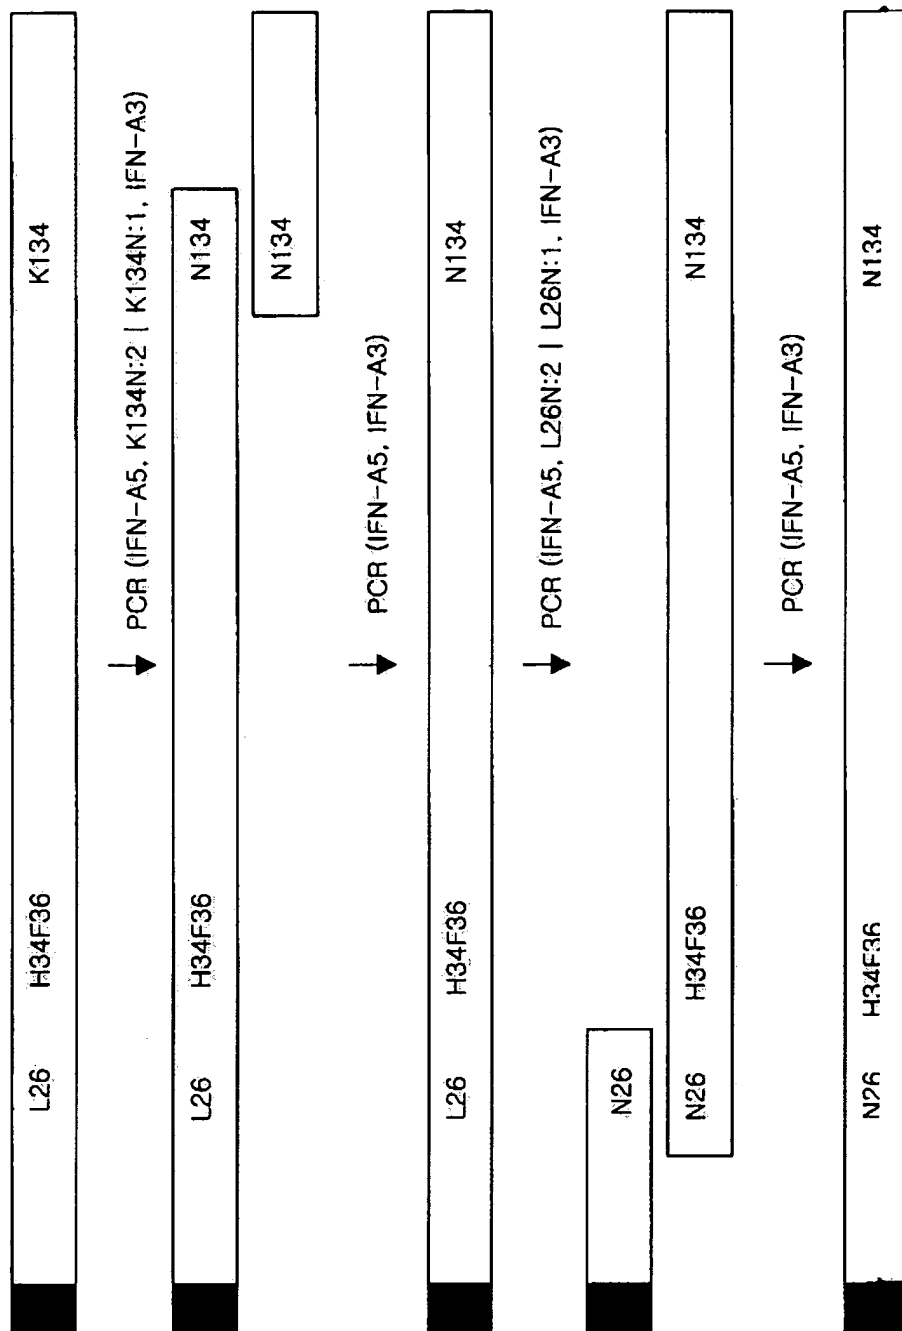 L26 H34F36 K134
PCR (IFN-A5, K134N:2 | K134N:1, IFN-A3)
L26 H34F36 N134
N134
PCR (IFN-A5, IFN-A3)
L26 H34F36 N134
PCR (IFN-A5, L26N:2 | L26N:1, IFN-A3)
N26
N26 H34F36 N134
PCR (IFN-A5, IFN-A3)
N26 H34F36 N134